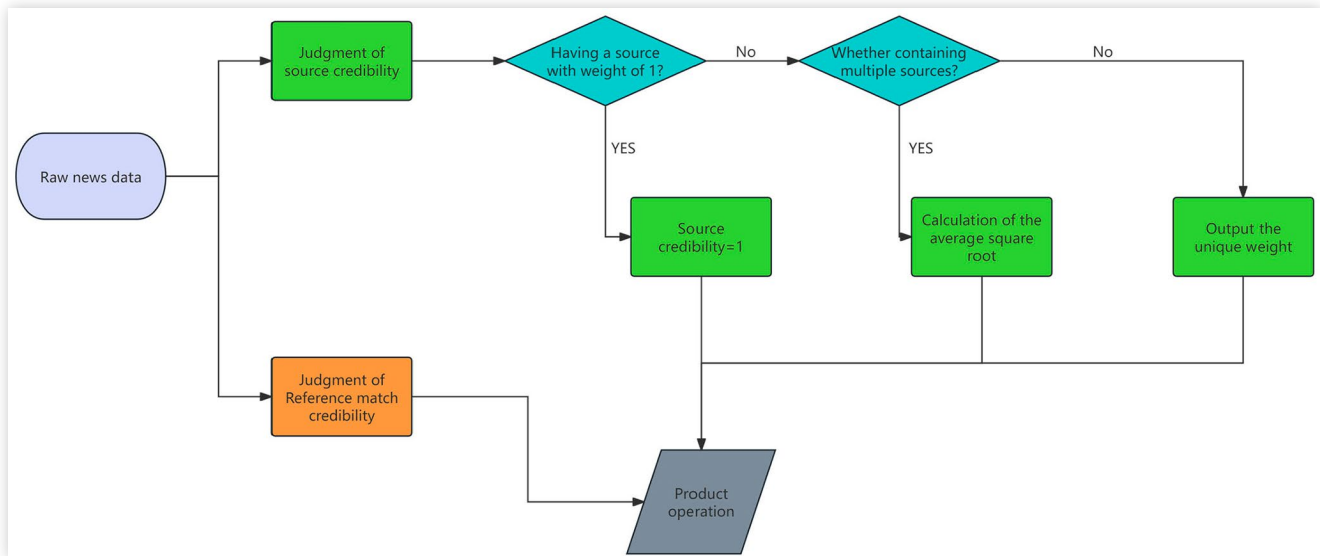 Judgment of
source credibility
Having a source
with weight of 1?
No
Whether containing
multiple sources?
No
YES
YES
Raw news data
Source
credibility=1
Calculation of the
average square
root
Output the
unique weight
Judgment of
Reference match
credibility
Product
operation